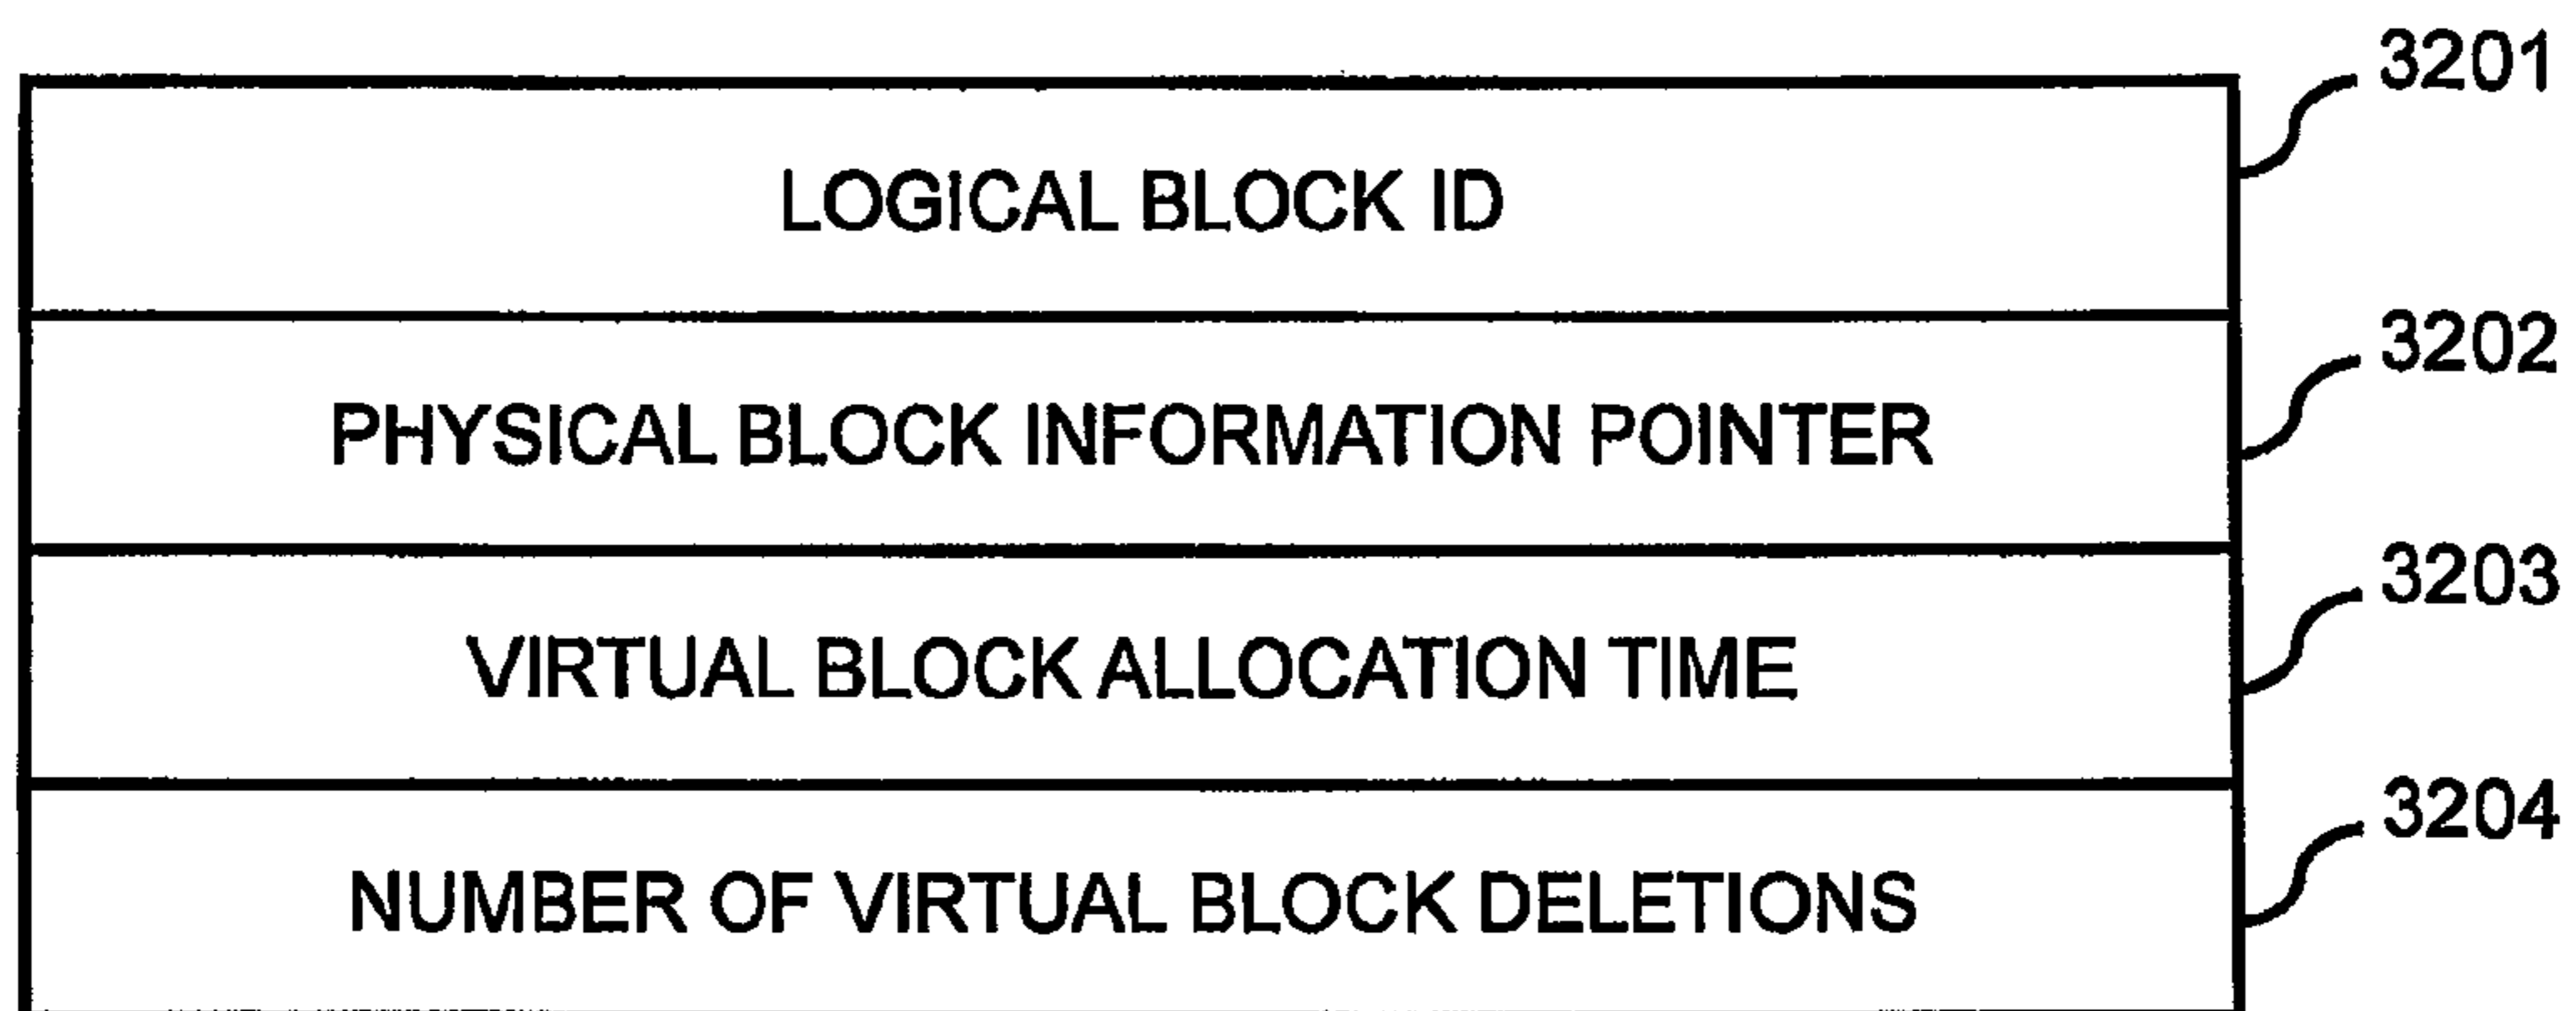 3201
LOGICAL BLOCK ID
3202
PHYSICAL BLOCK INFORMATION POINTER
3203
VIRTUAL BLOCK ALLOCATION TIME
3204
NUMBER OF VIRTUAL BLOCK DELETIONS